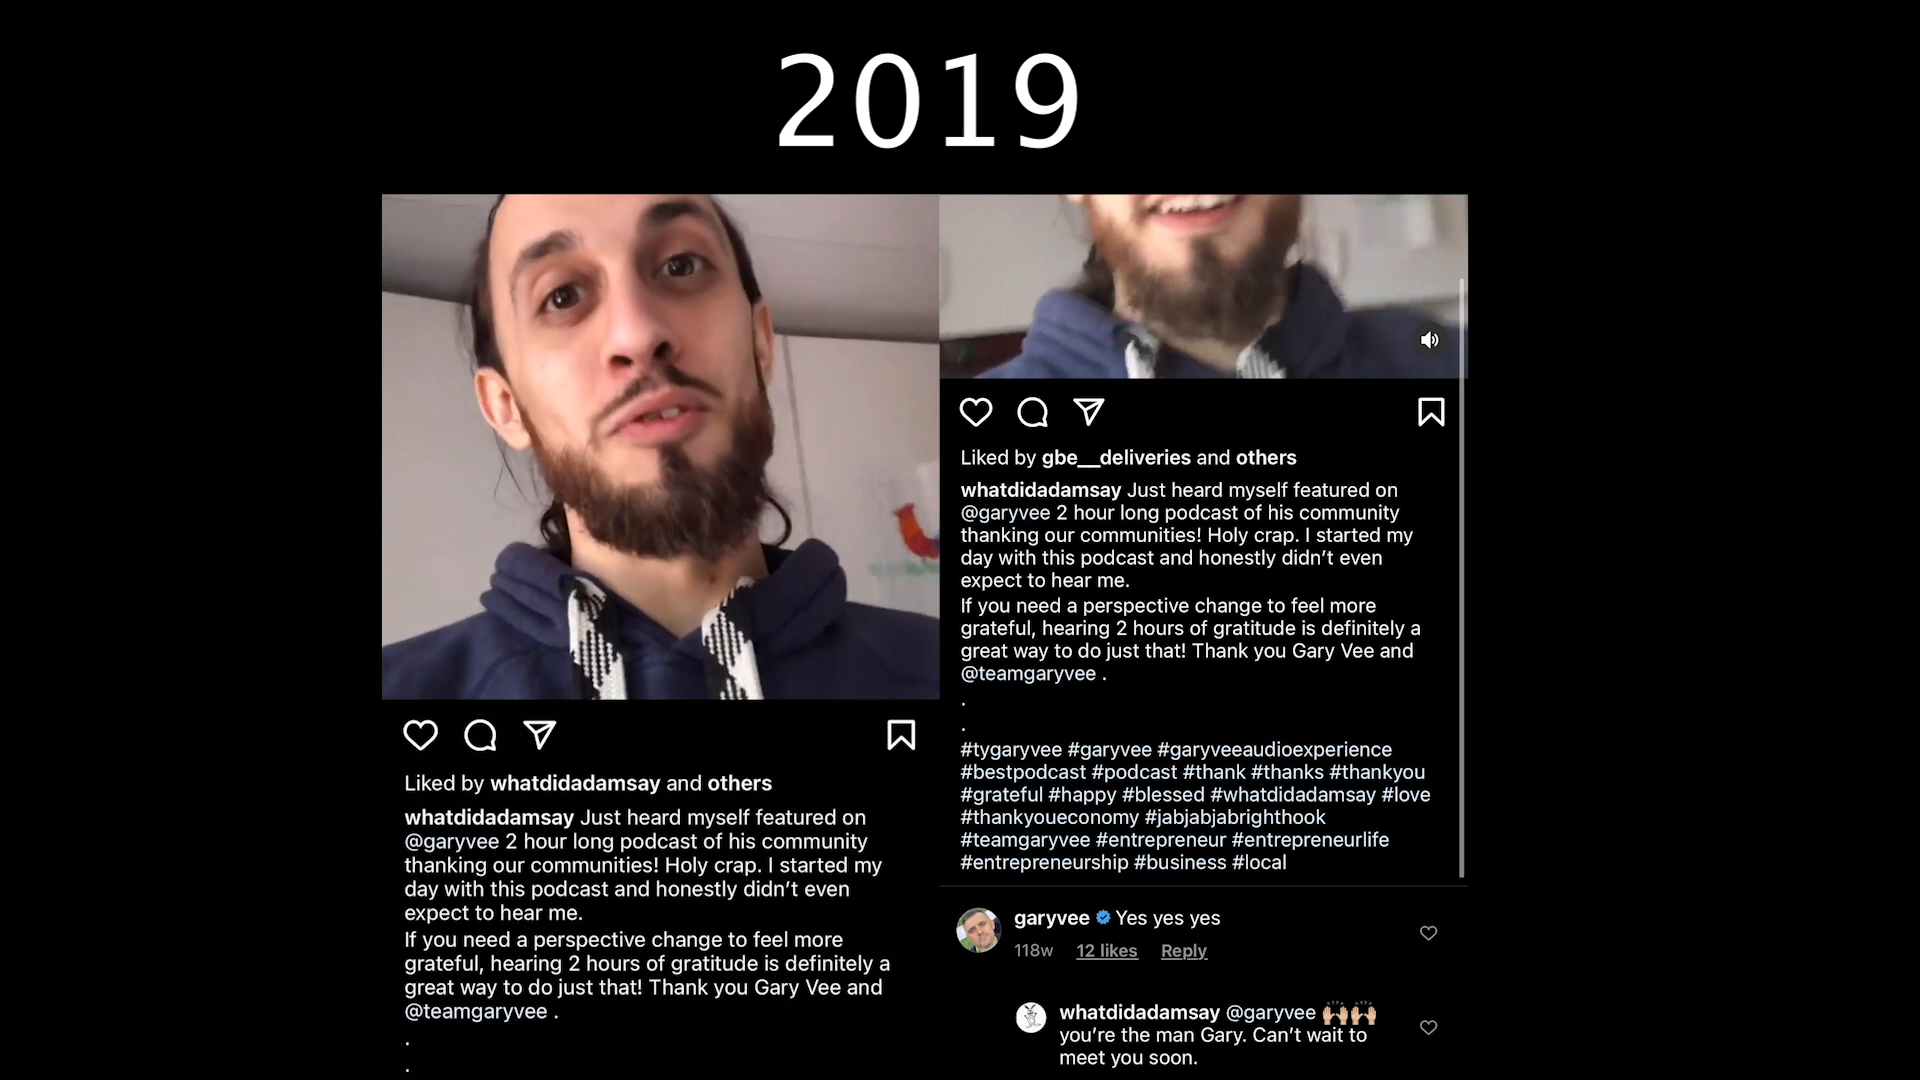 2019
Liked by whatdidadamsay and others
whatdidadamsay Just heard myself featured on
@garyvee 2 hour long podcast of his community
thanking our communities! Holy crap. I started my
day with this podcast and honestly didn't even
expect to hear me.
If you need a perspective change to feel more
grateful, hearing 2 hours of gratitude is definitely a
great way to do just that! Thank you Gary Vee and
@teamgaryvee .
.
.
Liked by gbe__deliveries and others
whatdidadamsay Just heard myself featured on
@garyvee 2 hour long podcast of his community
thanking our communities! Holy crap. I started my
day with this podcast and honestly didn't even
expect to hear me.
If you need a perspective change to feel more
grateful, hearing 2 hours of gratitude is definitely a
great way to do just that! Thank you Gary Vee and
@teamgaryvee .
.
.
#tygaryvee #garyvee #garyveeaudioexperience
#bestpodcast #podcast #thank #thanks #thankyou
#grateful #happy #blessed #whatdidadamsay #love
#thankyoueconomy #jabjabjabrighthook
#teamgaryvee #entrepreneur #entrepreneurlife
#entrepreneurship #business #local
garyvee Yes yes yes
118w 12 likes Reply
whatdidadamsay @garyvee 🙌🏼🙌🏼
you're the man Gary. Can't wait to
meet you soon.